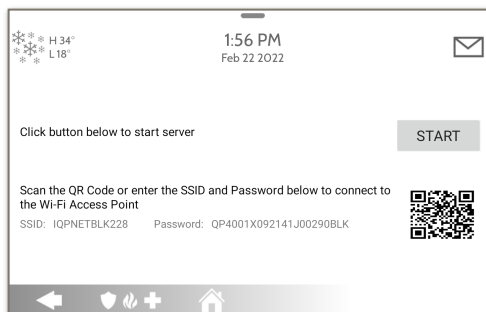 H 34°
L 18°
1:56 PM
Feb 22 2022
Click button below to start server
START
Scan the QR Code or enter the SSID and Password below to connect to
the Wi-Fi Access Point
SSID: IQPNETBLK228 Password: QP4001X092141J00290BLK